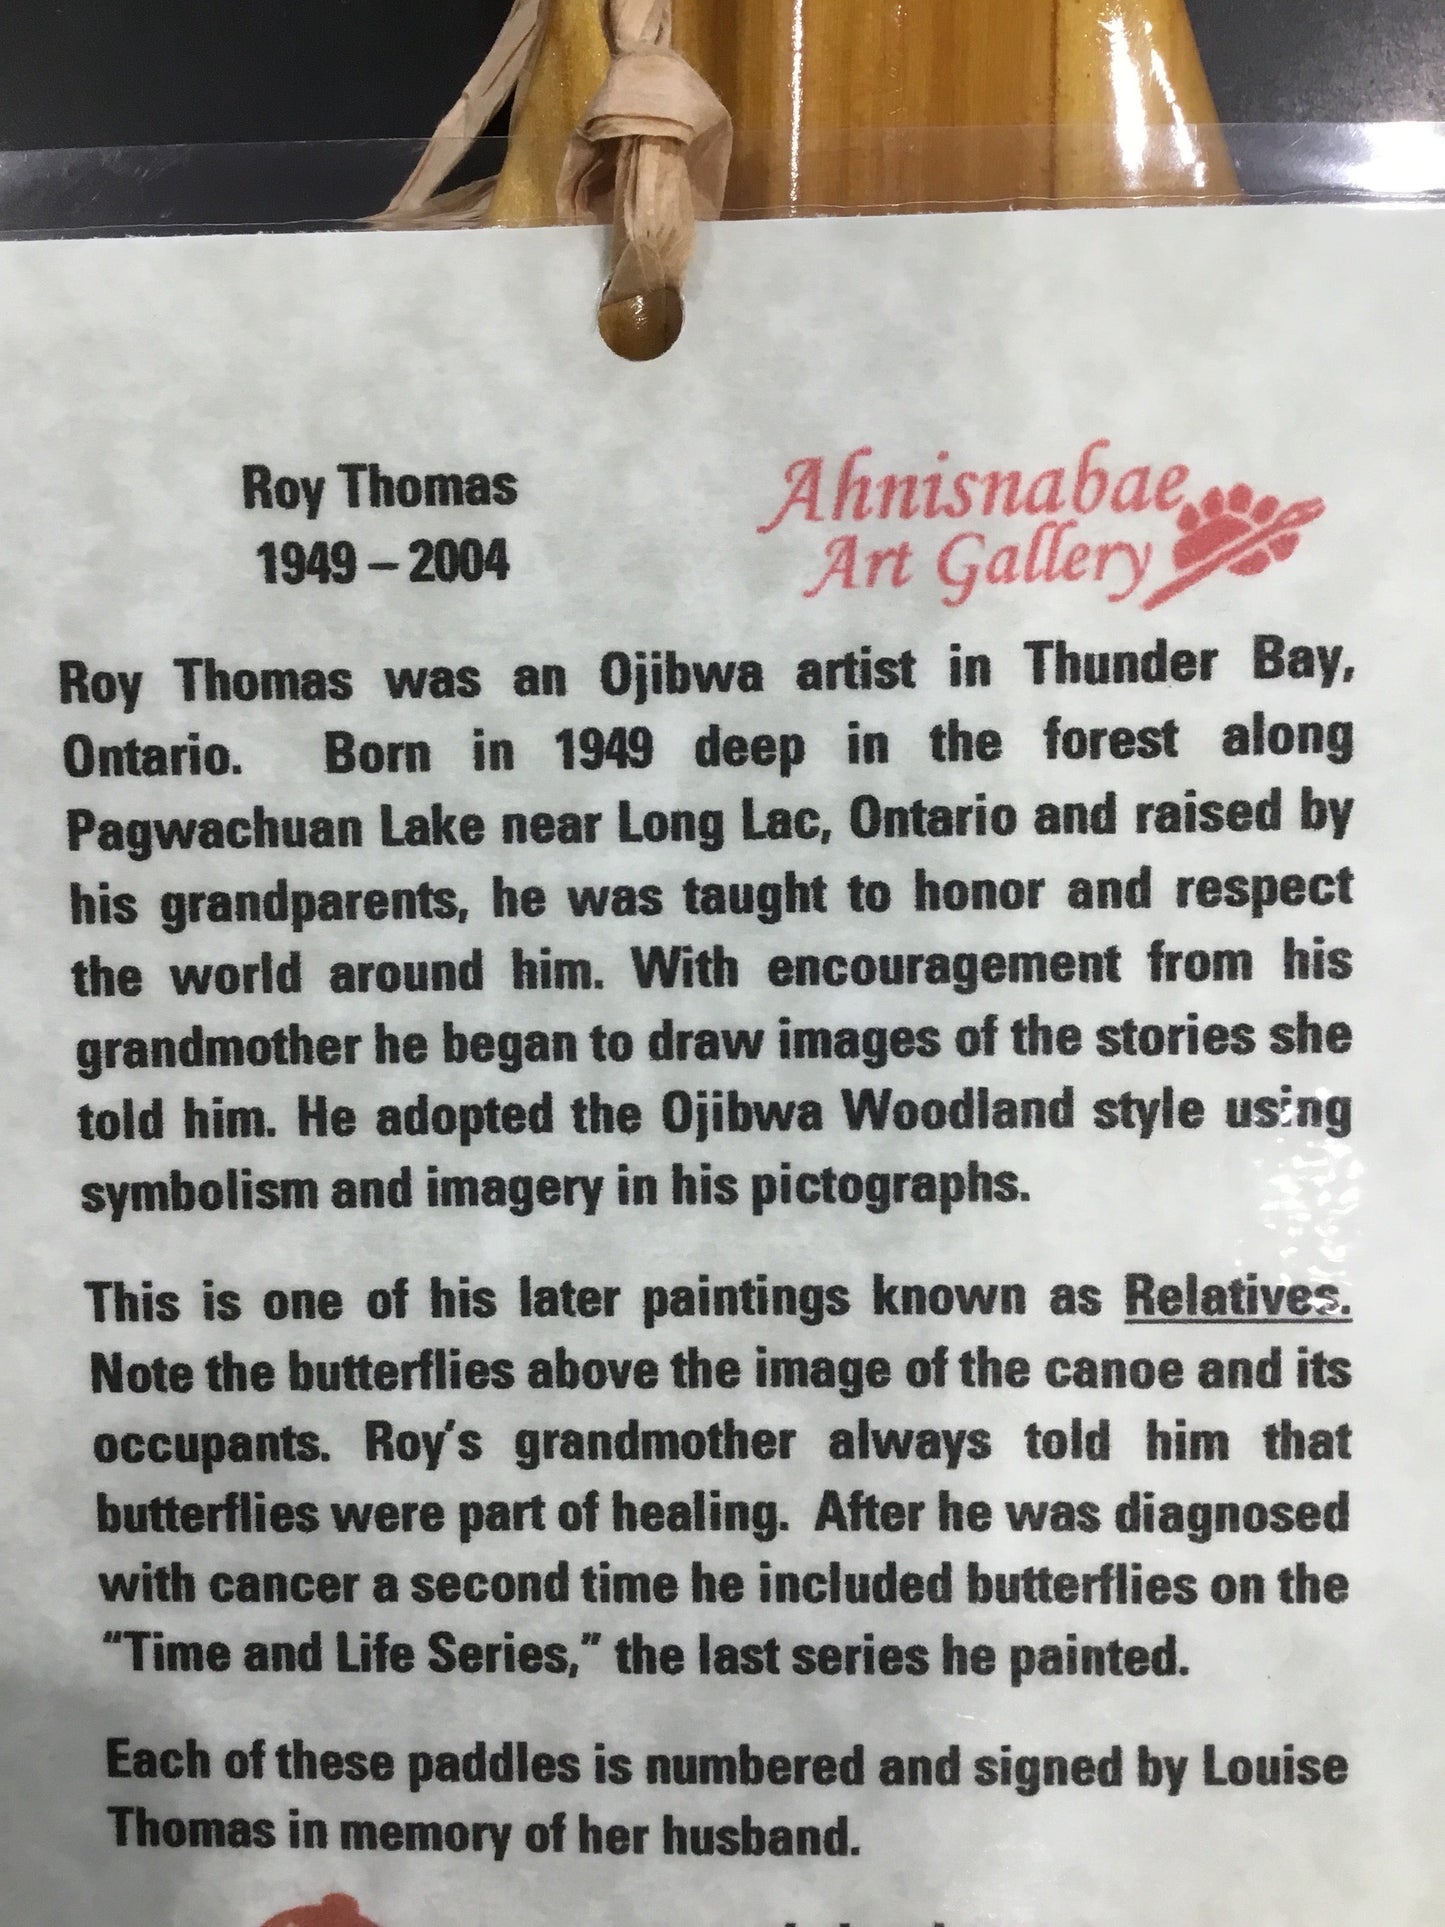 Roy Thomas
1949 – 2004
Ahnisnabae
Art Gallery
Roy Thomas was an Ojibwa artist in Thunder Bay,
Ontario. Born in 1949 deep in the forest along
Pagwachuan Lake near Long Lac, Ontario and raised by
his grandparents, he was taught to honor and respect
the world around him. With encouragement from his
grandmother he began to draw images of the stories she
told him. He adopted the Ojibwa Woodland style using
symbolism and imagery in his pictographs.
This is one of his later paintings known as Relatives.
Note the butterflies above the image of the canoe and its
occupants. Roy's grandmother always told him that
butterflies were part of healing. After he was diagnosed
with cancer a second time he included butterflies on the
"Time and Life Series," the last series he painted.
Each of these paddles is numbered and signed by Louise
Thomas in memory of her husband.